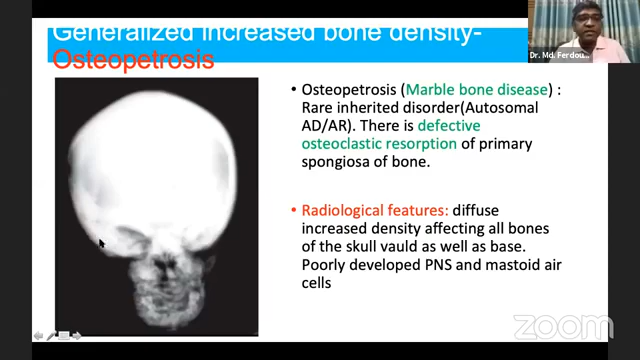 Generalized increased bone density-
Osteopetrosis
Dr. Md. Ferdou...
• Osteopetrosis (Marble bone disease) :
Rare inherited disorder(Autosomal
AD/AR). There is defective
osteoclastic resorption of primary
spongiosa of bone.
• Radiological features: diffuse
increased density affecting all bones
of the skull vauld as well as base.
Poorly developed PNS and mastoid air
cells
zoom